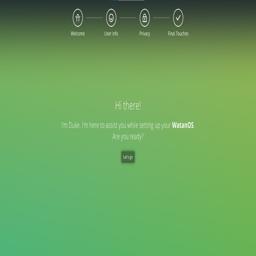 Welcome
User Info
Privacy
Final Touches
Hi there!
I'm Duke. I'm here to assist you while setting up your WatanOS.
Are you ready?
Let's go